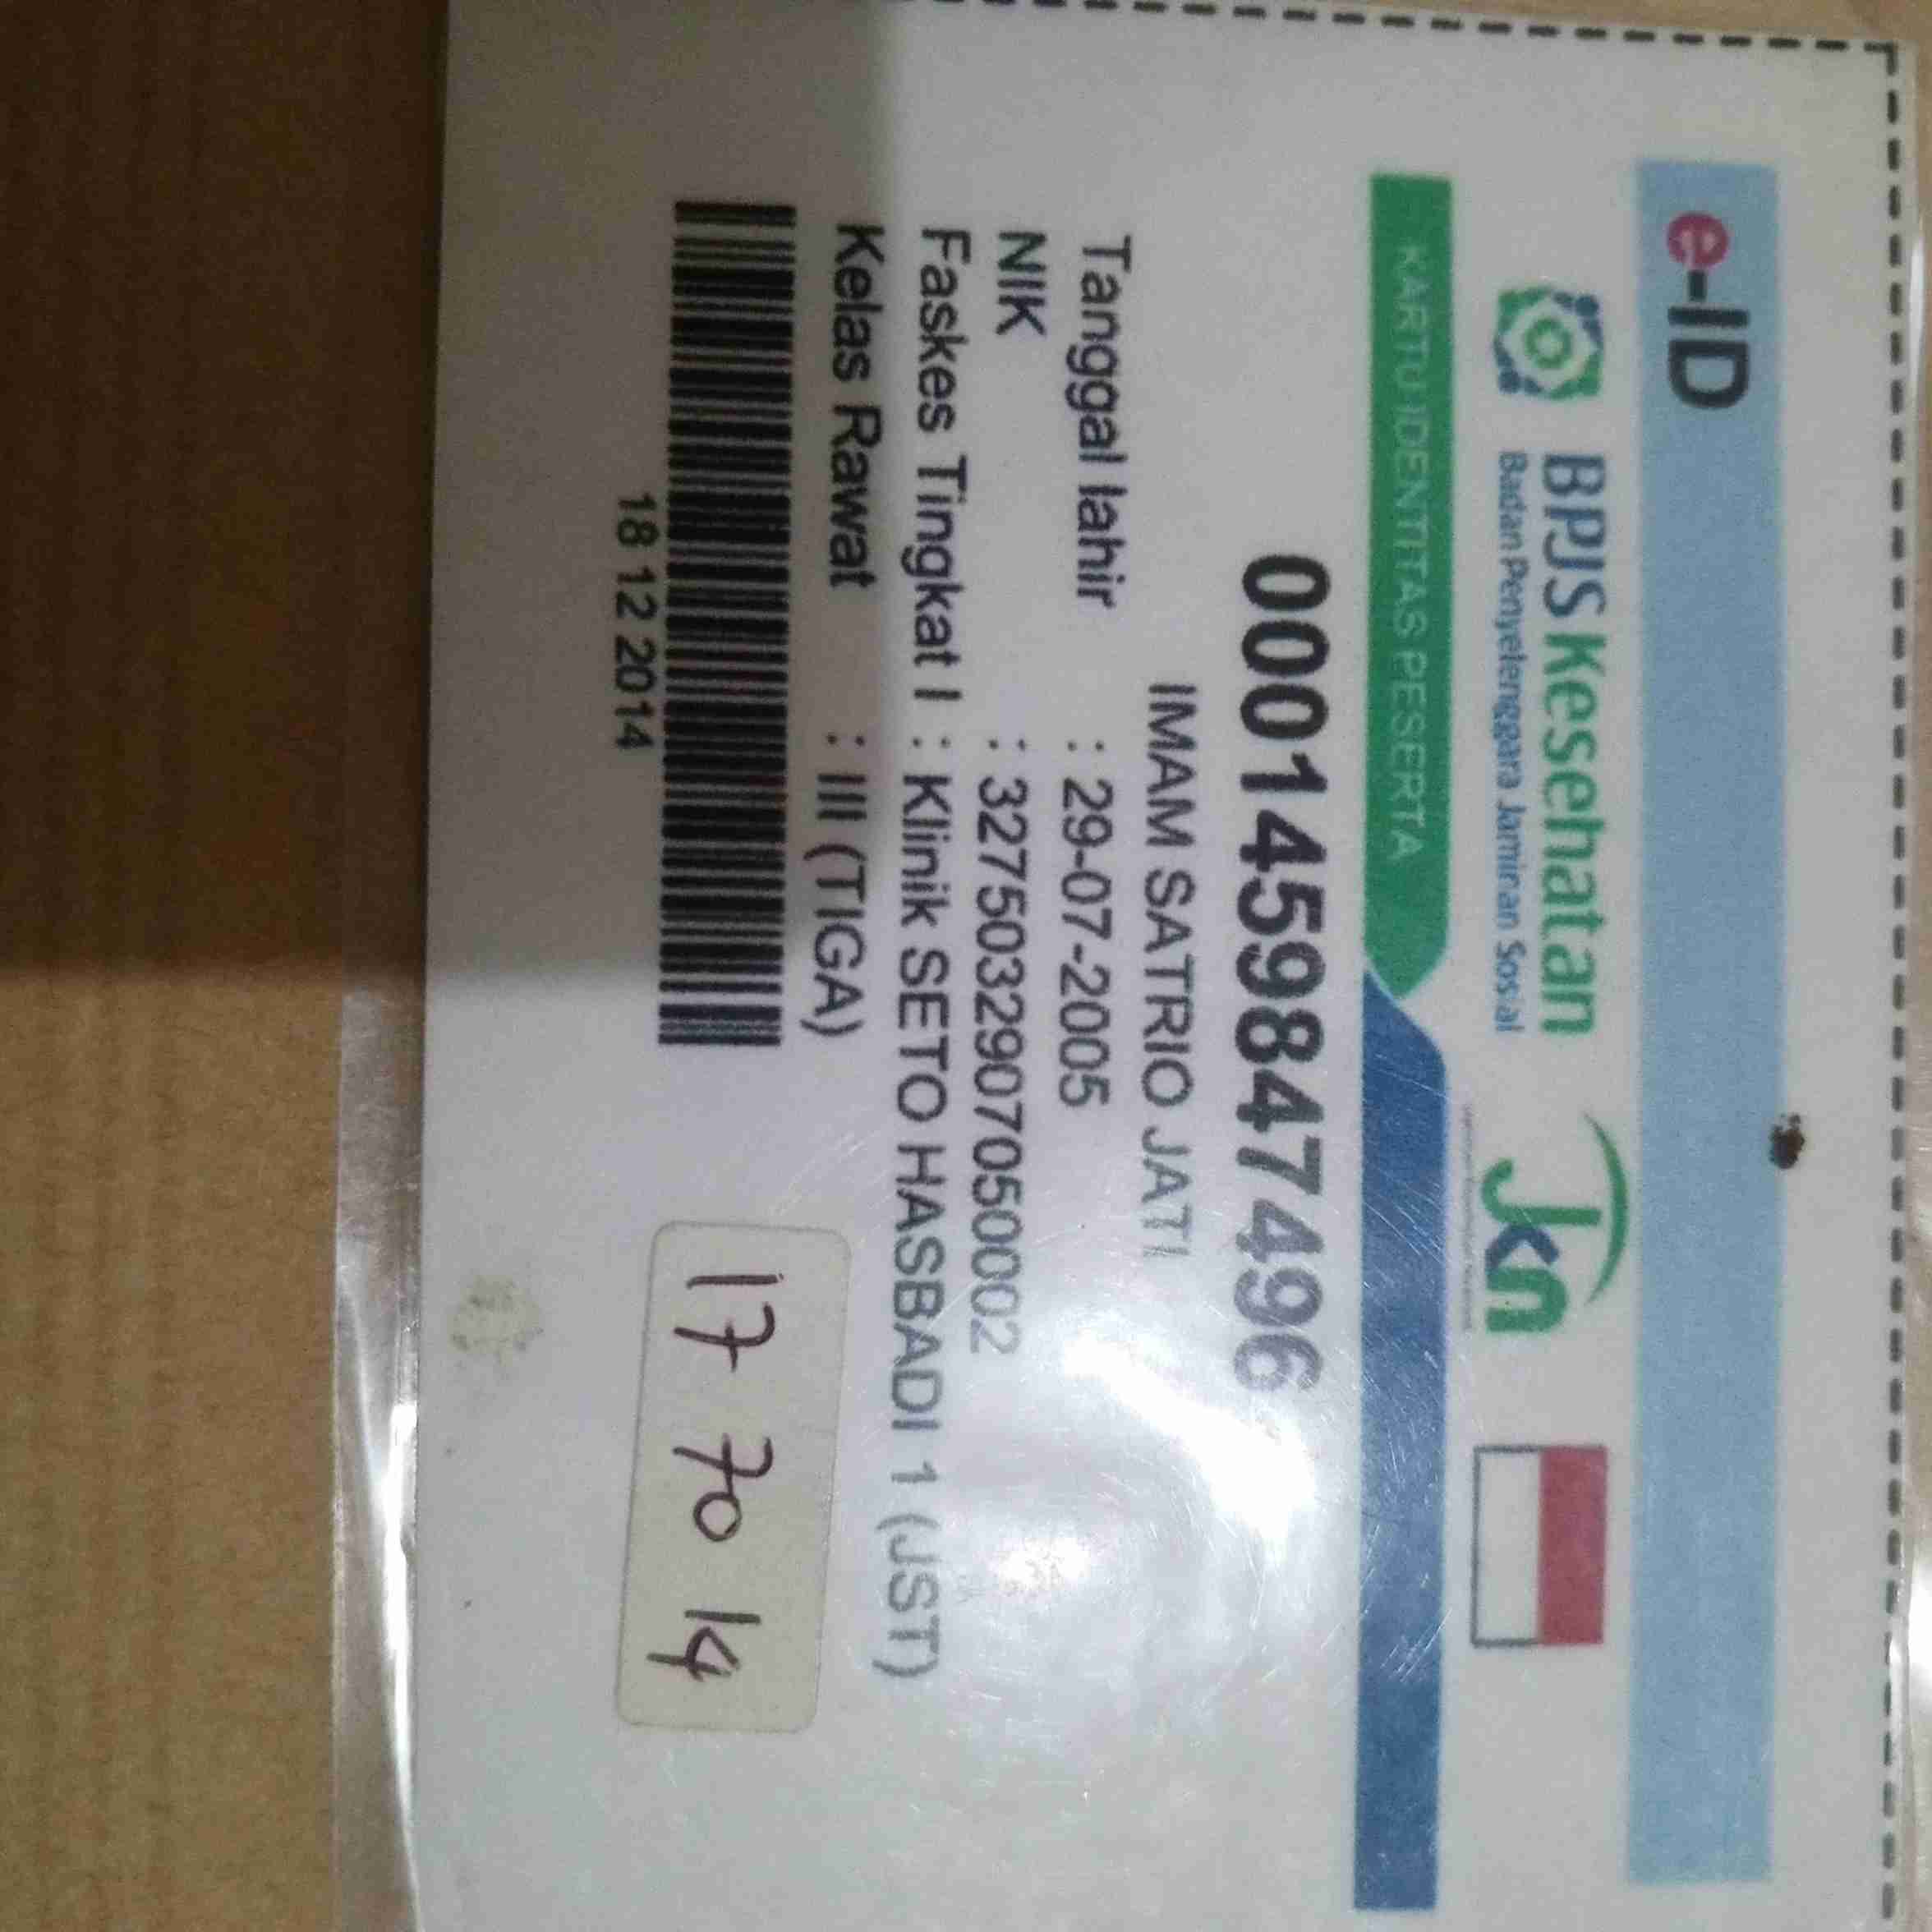 e-ID
BPJS Kesehatan
Badan Penyelenggara Jaminan Sosial
Jkn
KARTU IDENTITAS PESERTA
0001459847496
IMAM SATRIO JATI
Tanggal lahir : 29-07-2005
NIK : 3275032907050002
Faskes Tingkat I : Klinik SETO HASBADI 1 (JST)
Kelas Rawat : III (TIGA)
18 12 2014
17 70 14